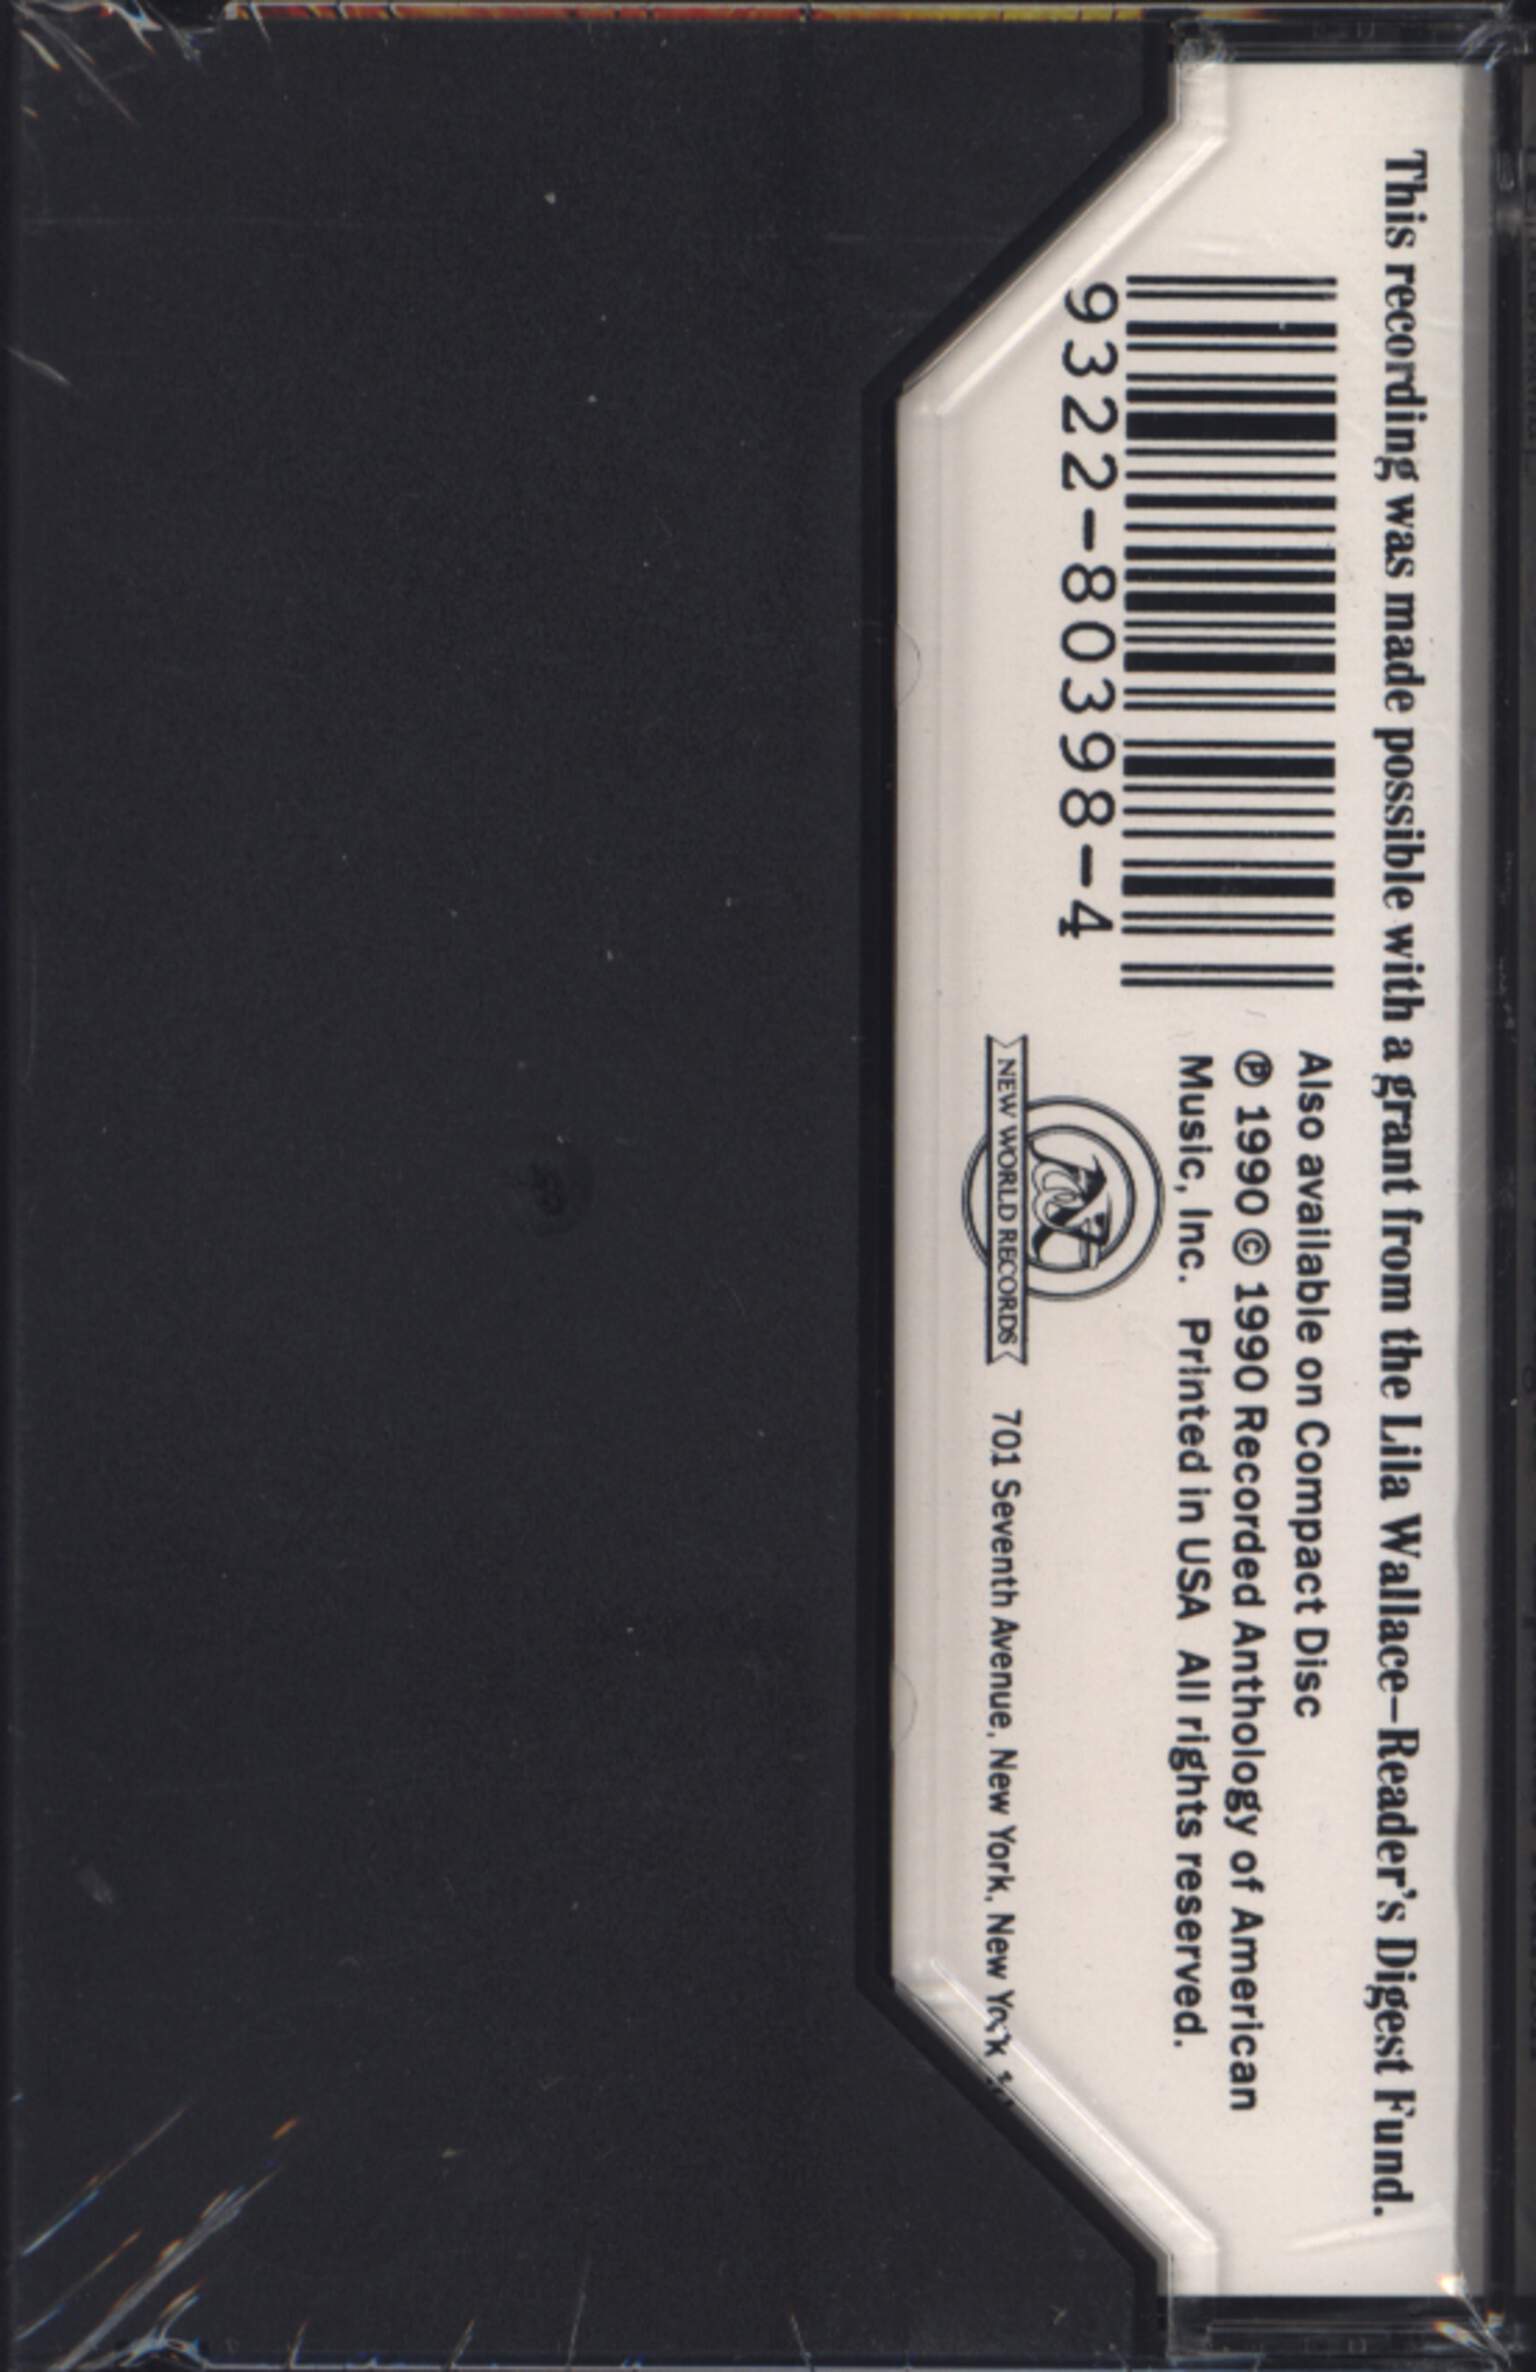 This recording was made possible with a grant from the Lila Wallace–Reader's Digest Fund.
9322-80398-4
Also available on Compact Disc
℗ 1990 © 1990 Recorded Anthology of American
Music, Inc. Printed in USA All rights reserved.
NEW WORLD RECORDS
701 Seventh Avenue, New York, New York